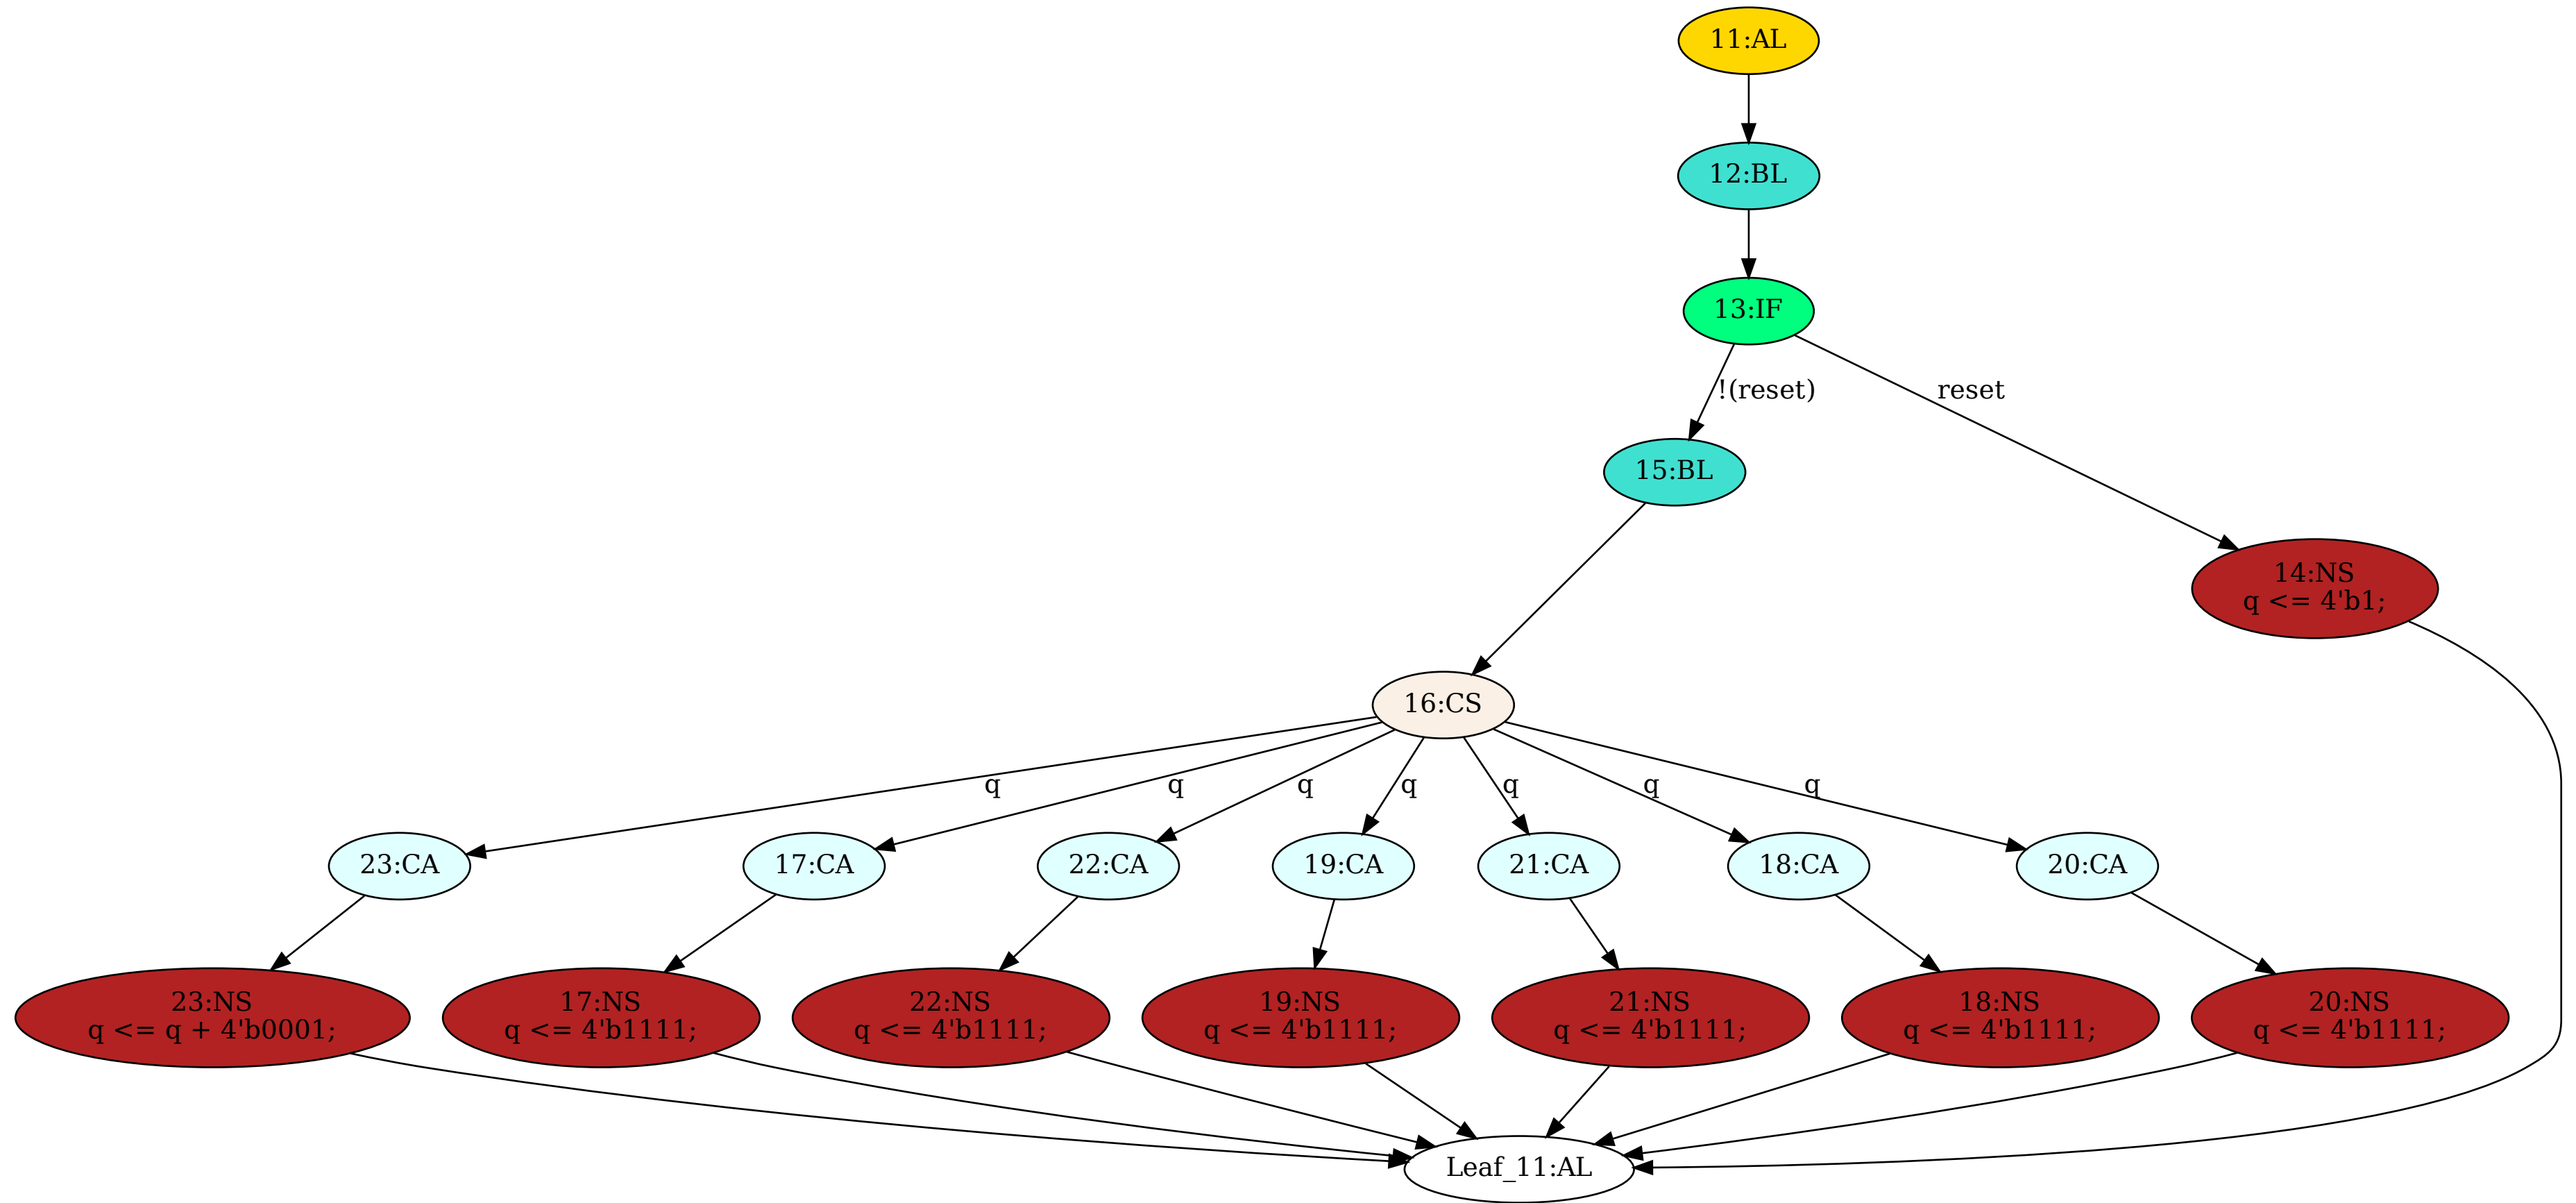 11:AL
12:BL
13:IF
!(reset)
reset
15:BL
14:NS
q <= 4'b1;
16:CS
q
q
q
q
q
q
q
23:CA
17:CA
22:CA
19:CA
21:CA
18:CA
20:CA
23:NS
q <= q + 4'b0001;
17:NS
q <= 4'b1111;
22:NS
q <= 4'b1111;
19:NS
q <= 4'b1111;
21:NS
q <= 4'b1111;
18:NS
q <= 4'b1111;
20:NS
q <= 4'b1111;
Leaf_11:AL